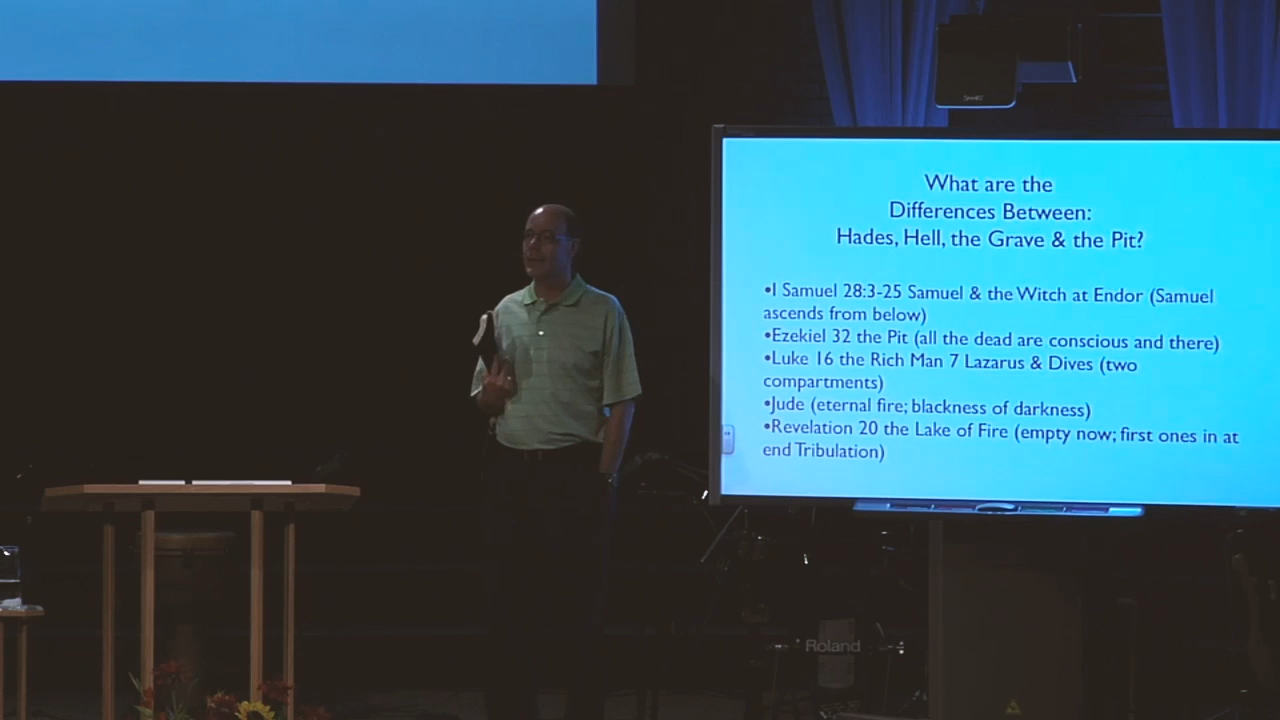 What are the
Differences Between:
Hades, Hell, the Grave & the Pit?
•I Samuel 28:3-25 Samuel & the Witch at Endor (Samuel
ascends from below)
•Ezekiel 32 the Pit (all the dead are conscious and there)
•Luke 16 the Rich Man 7 Lazarus & Dives (two
compartments)
•Jude (eternal fire; blackness of darkness)
•Revelation 20 the Lake of Fire (empty now; first ones in at
end Tribulation)
Roland